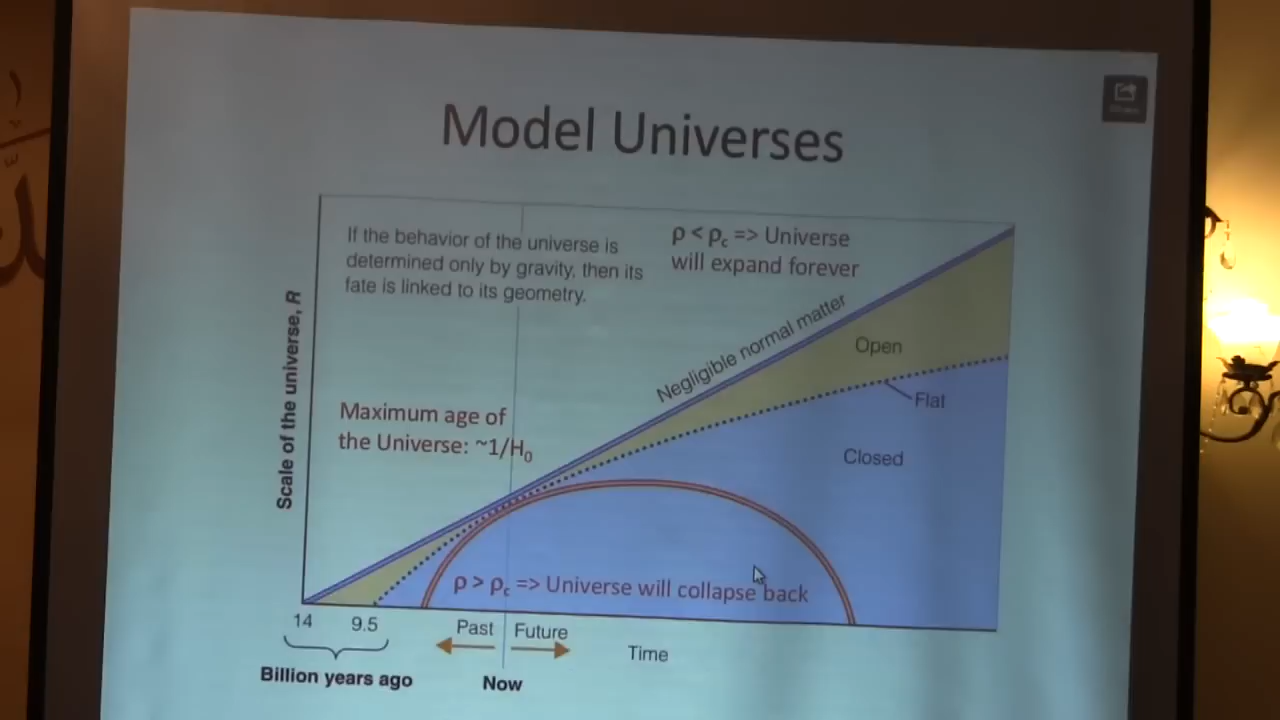 Model Universes
If the behavior of the universe is
determined only by gravity, then its
fate is linked to its geometry.
ρ < ρc => Universe
will expand forever
Negligible normal matter
Open
Flat
Closed
Maximum age of
the Universe: ~1/H0
Scale of the universe, R
ρ > ρc => Universe will collapse back
14
9.5
Past
Future
Time
Billion years ago
Now